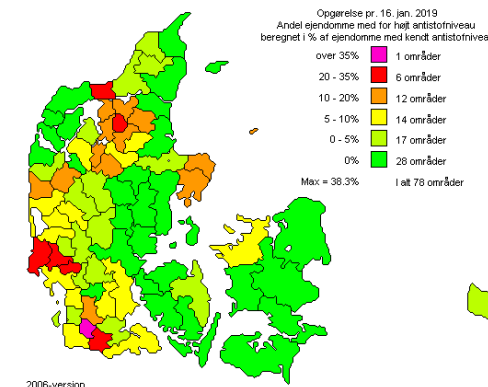 Opgørelse pr. 16. jan. 2019
Andel ejendomme med for højt antistofniveau
beregnet i % af ejendomme med kendt antistofnivea
over 35% 1 områder
20 - 35% 6 områder
10 - 20% 12 områder
5 - 10% 14 områder
0 - 5% 17 områder
0% 28 områder
Max = 38.3% I alt 78 områder
2006-version